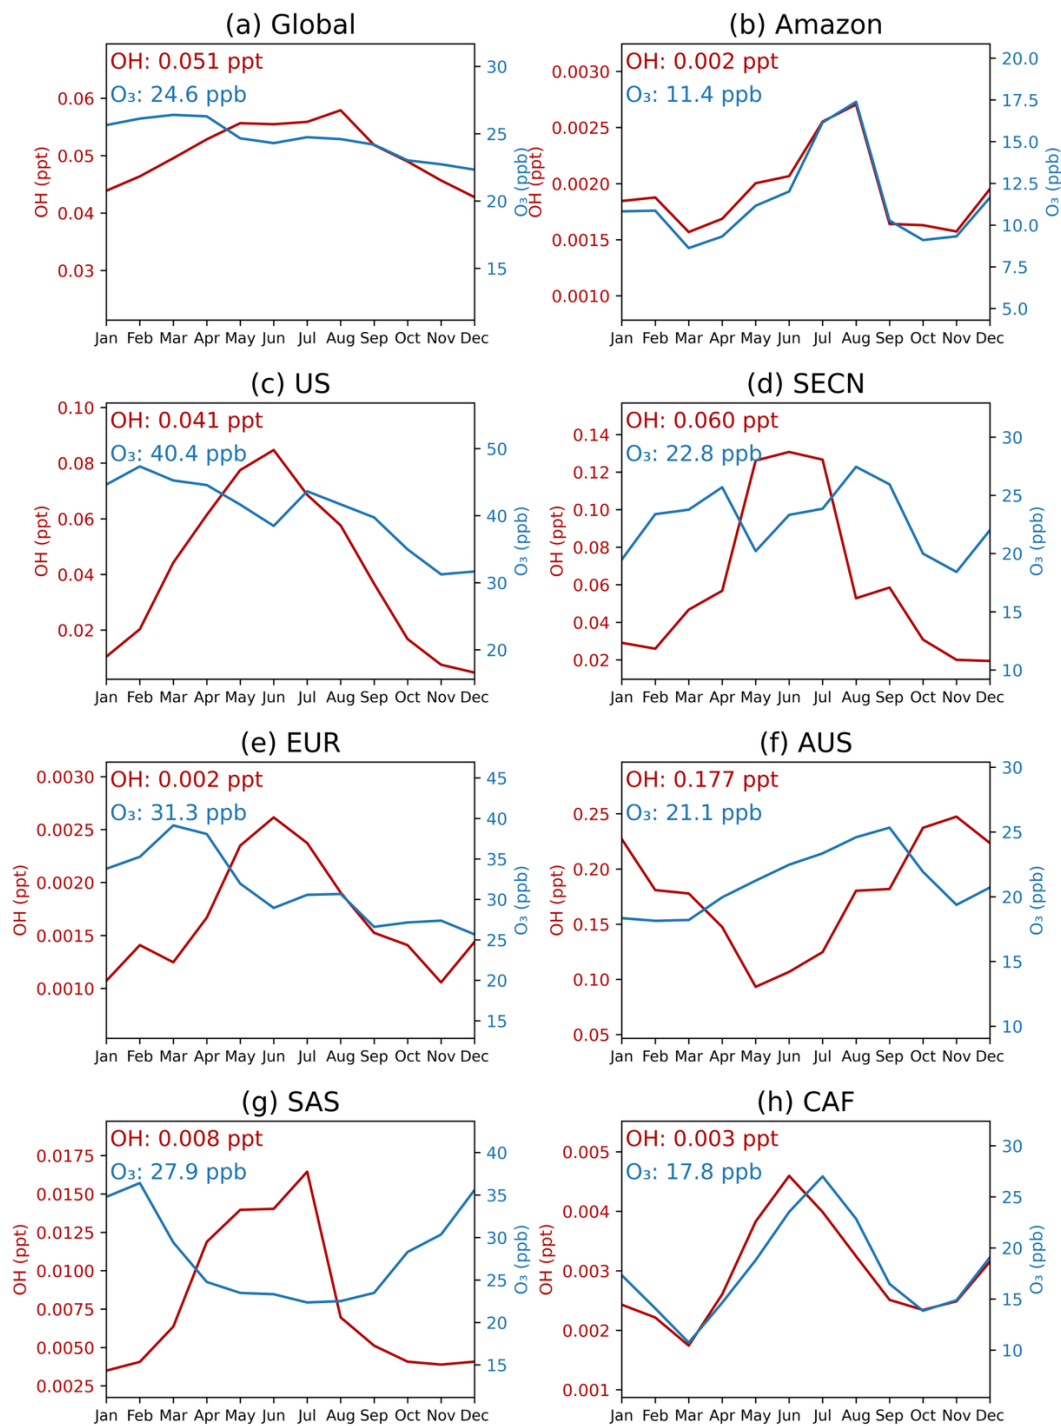 (a) Global
OH: 0.051 ppt
O₃: 24.6 ppb
OH (ppt)
0.06
0.05
0.04
0.03
O₃ (ppb)
30
25
20
15
Jan Feb Mar Apr May Jun Jul Aug Sep Oct Nov Dec
(b) Amazon
OH: 0.002 ppt
O₃: 11.4 ppb
OH (ppt)
0.0030
0.0025
0.0020
0.0015
0.0010
O₃ (ppb)
20.0
17.5
15.0
12.5
10.0
7.5
5.0
Jan Feb Mar Apr May Jun Jul Aug Sep Oct Nov Dec
(c) US
OH: 0.041 ppt
O₃: 40.4 ppb
OH (ppt)
0.10
0.08
0.06
0.04
0.02
O₃ (ppb)
50
40
30
20
Jan Feb Mar Apr May Jun Jul Aug Sep Oct Nov Dec
(d) SECN
OH: 0.060 ppt
O₃: 22.8 ppb
OH (ppt)
0.14
0.12
0.10
0.08
0.06
0.04
0.02
O₃ (ppb)
30
25
20
15
10
Jan Feb Mar Apr May Jun Jul Aug Sep Oct Nov Dec
(e) EUR
OH: 0.002 ppt
O₃: 31.3 ppb
OH (ppt)
0.0030
0.0025
0.0020
0.0015
0.0010
O₃ (ppb)
45
40
35
30
25
20
15
Jan Feb Mar Apr May Jun Jul Aug Sep Oct Nov Dec
(f) AUS
OH: 0.177 ppt
O₃: 21.1 ppb
OH (ppt)
0.25
0.20
0.15
0.10
0.05
O₃ (ppb)
30
25
20
15
10
Jan Feb Mar Apr May Jun Jul Aug Sep Oct Nov Dec
(g) SAS
OH: 0.008 ppt
O₃: 27.9 ppb
OH (ppt)
0.0175
0.0150
0.0125
0.0100
0.0075
0.0050
0.0025
O₃ (ppb)
40
35
30
25
20
15
Jan Feb Mar Apr May Jun Jul Aug Sep Oct Nov Dec
(h) CAF
OH: 0.003 ppt
O₃: 17.8 ppb
OH (ppt)
0.005
0.004
0.003
0.002
0.001
O₃ (ppb)
30
25
20
15
10
Jan Feb Mar Apr May Jun Jul Aug Sep Oct Nov Dec